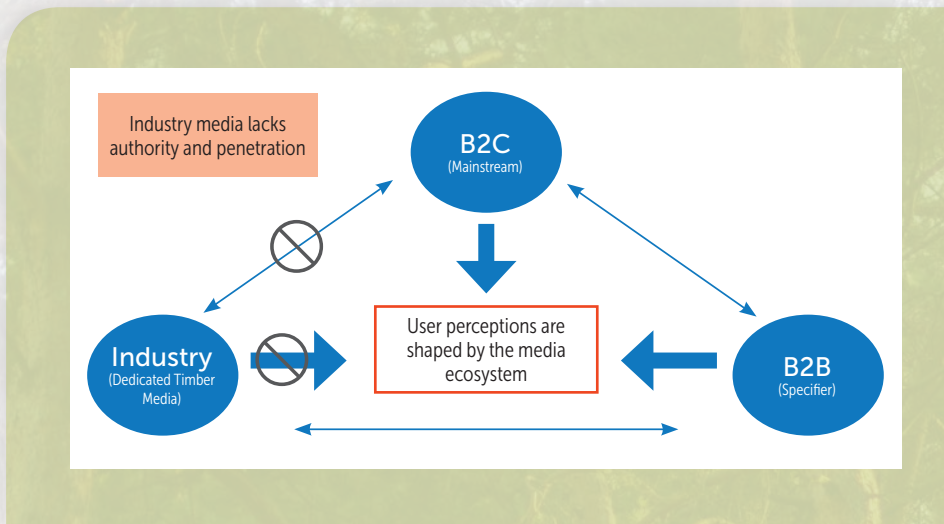 Industry media lacks
authority and penetration
B2C
(Mainstream)
Industry
(Dedicated Timber
Media)
User perceptions are
shaped by the media
ecosystem
B2B
(Specifier)